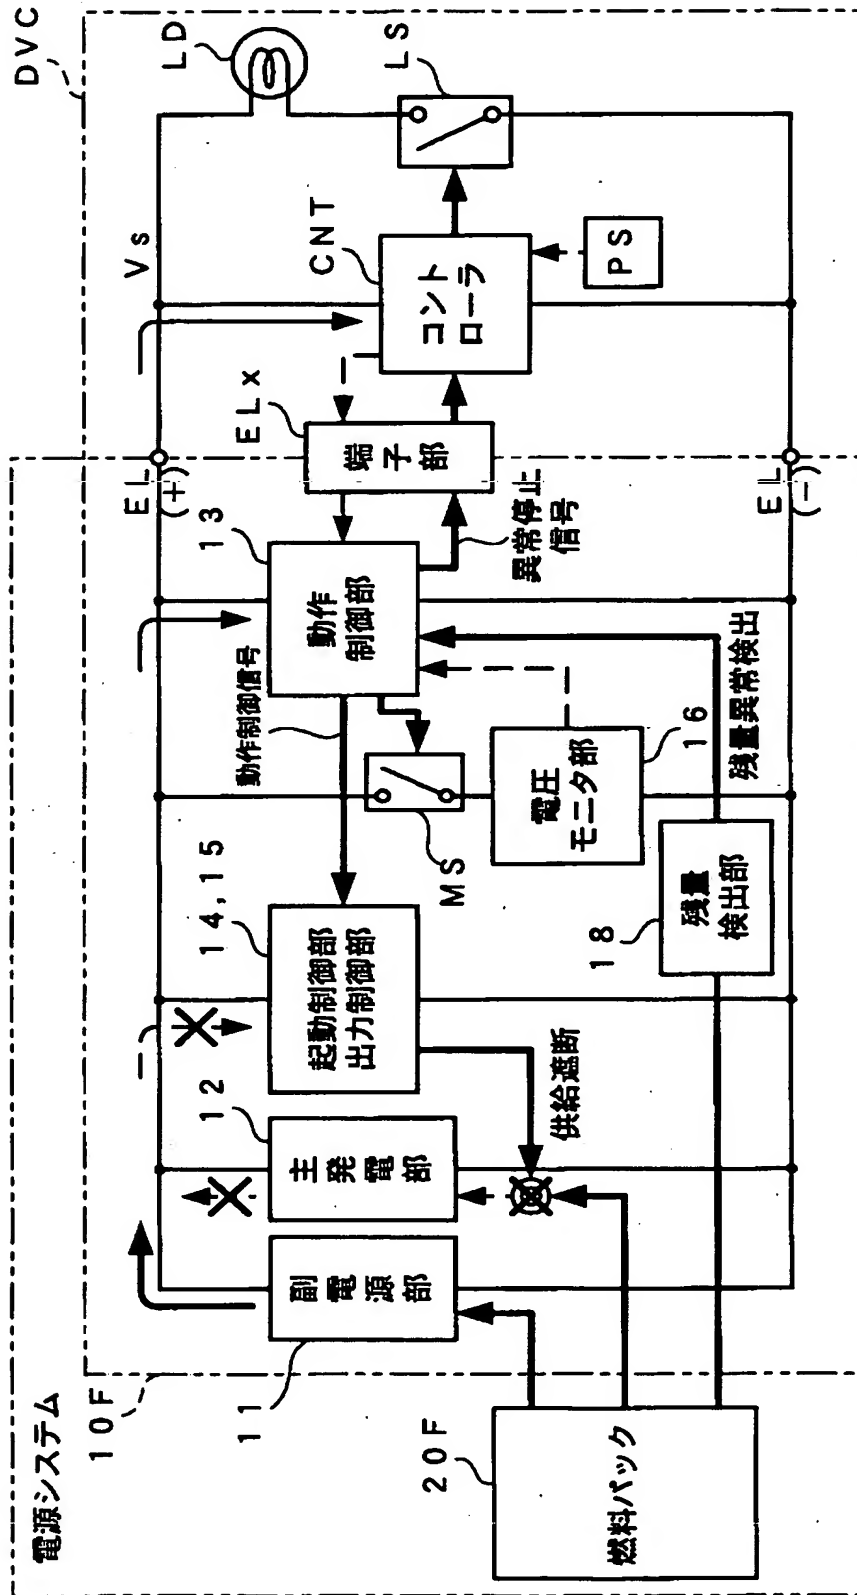 電源システム
DVC
10F
EL
(+)
Vs
LD
11
副電源部
12
主発電部
14,15
起動制御部
出力制御部
動作制御信号
13
動作
制御部
ELx
端子部
CNT
コント
ローラ
LS
PS
MS
電圧
モニタ部
16
異常停止
信号
供給遮断
18
残量
検出部
残量異常検出
EL
(−)
20F
燃料パック